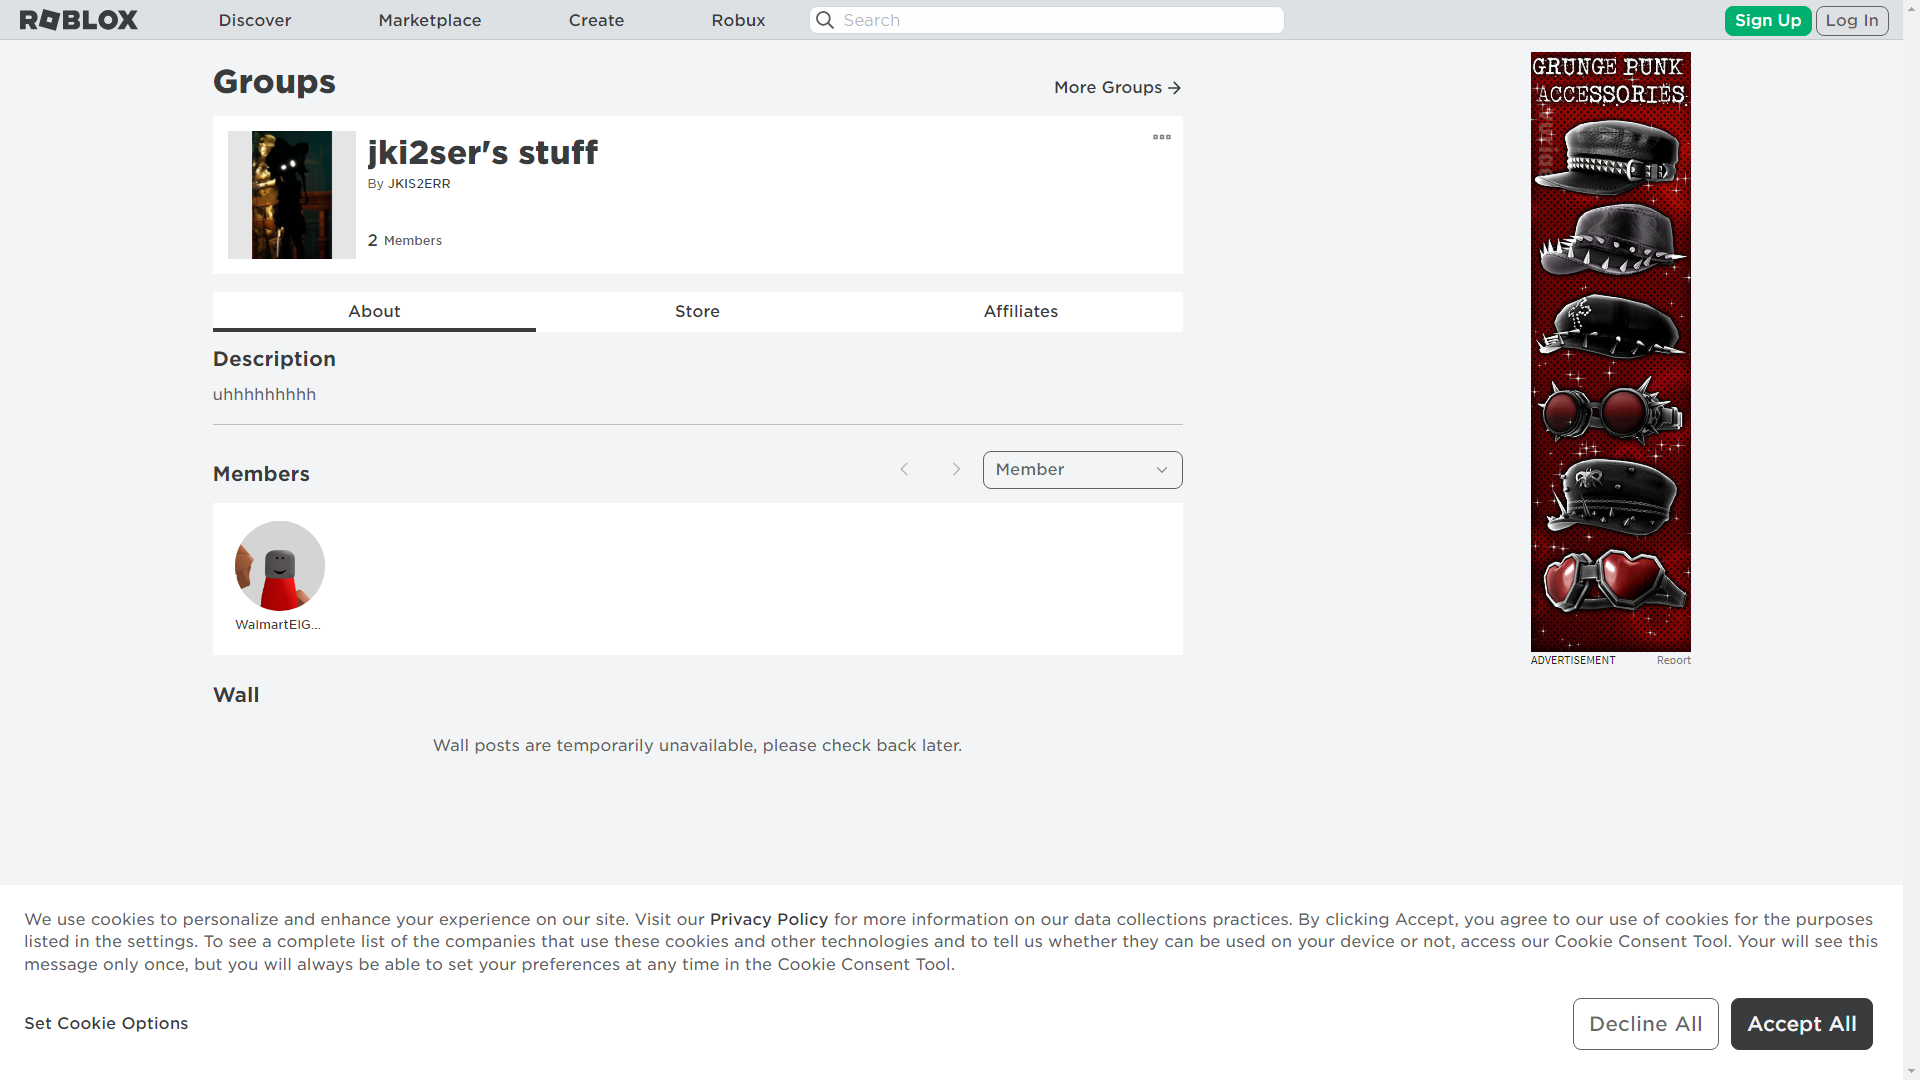 ROBLOX
Discover
Marketplace
Create
Robux
Search
Sign Up
Log In
Groups
More Groups
jki2ser's stuff
By JKIS2ERR
2 Members
About
Store
Affiliates
Description
uhhhhhhhhh
Members
Member
WalmartElG...
Wall
Wall posts are temporarily unavailable, please check back later.
GRUNGE PUNK
ACCESSORIES
ADVERTISEMENT
Report
We use cookies to personalize and enhance your experience on our site. Visit our Privacy Policy for more information on our data collections practices. By clicking Accept, you agree to our use of cookies for the purposes
listed in the settings. To see a complete list of the companies that use these cookies and other technologies and to tell us whether they can be used on your device or not, access our Cookie Consent Tool. Your will see this
message only once, but you will always be able to set your preferences at any time in the Cookie Consent Tool.
Set Cookie Options
Decline All
Accept All